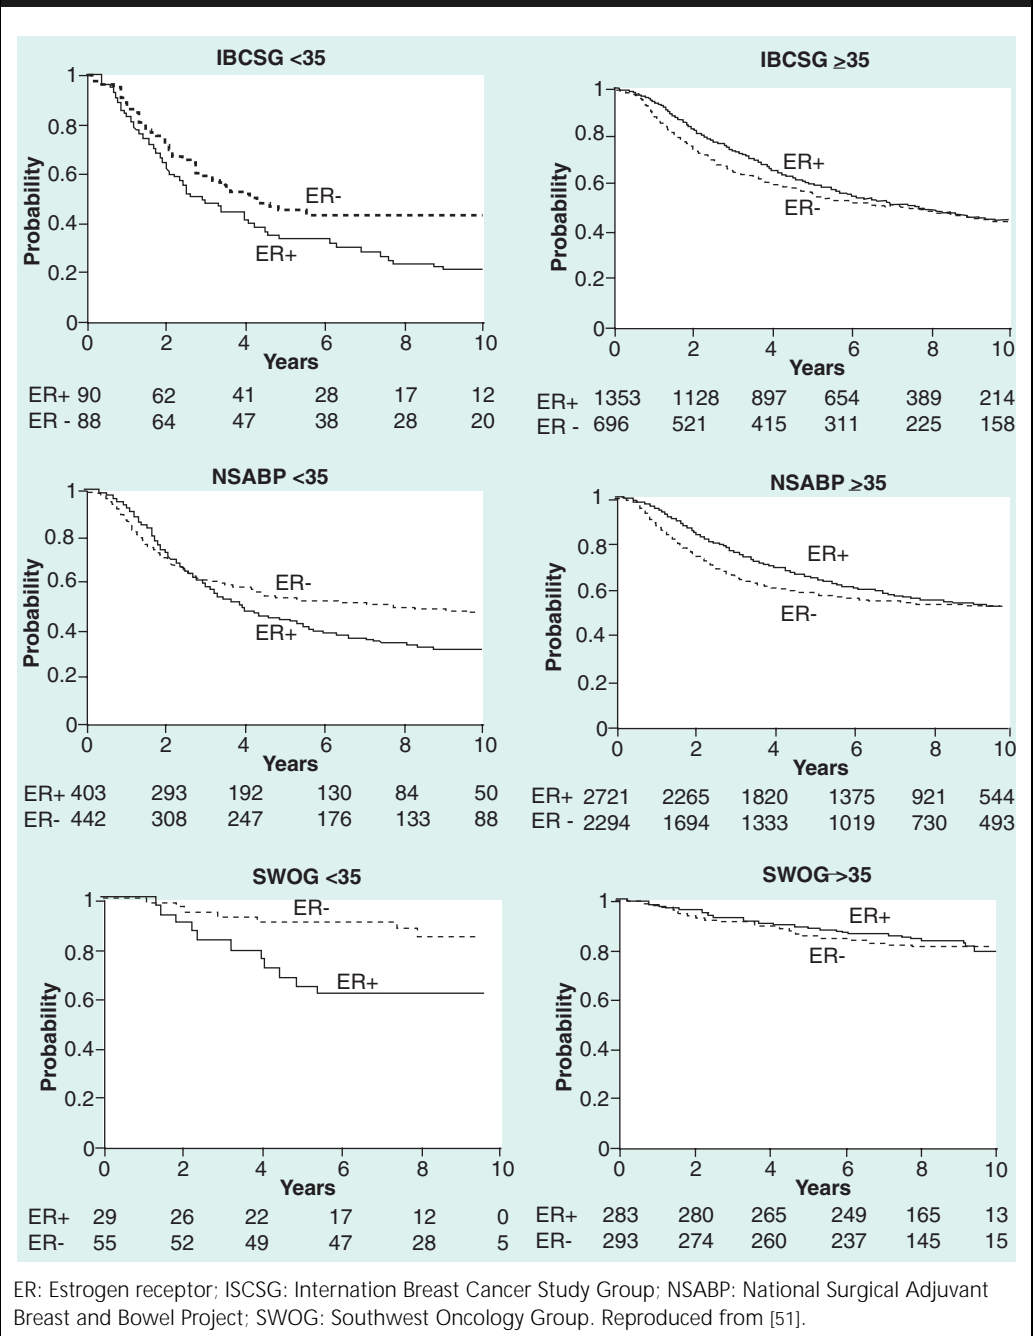 IBCSG <35
1
0.8
0.6
0.4
0.2
0
Probability
ER-
ER+
0 2 4 6 8 10
Years
ER+ 90 62 41 28 17 12
ER - 88 64 47 38 28 20
IBCSG ≥35
1
0.8
0.6
0.4
0.2
0
Probability
ER+
ER-
0 2 4 6 8 10
Years
ER+ 1353 1128 897 654 389 214
ER - 696 521 415 311 225 158
NSABP <35
1
0.8
0.6
0.4
0.2
0
Probability
ER-
ER+
0 2 4 6 8 10
Years
ER+ 403 293 192 130 84 50
ER- 442 308 247 176 133 88
NSABP ≥35
1
0.8
0.6
0.4
0.2
0
Probability
ER+
ER-
0 2 4 6 8 10
Years
ER+ 2721 2265 1820 1375 921 544
ER - 2294 1694 1333 1019 730 493
SWOG <35
1
0.8
0.6
0.4
0.2
0
Probability
ER-
ER+
0 2 4 6 8 10
Years
ER+ 29 26 22 17 12 0
ER- 55 52 49 47 28 5
SWOG >35
1
0.8
0.6
0.4
0.2
0
Probability
ER+
ER-
0 2 4 6 8 10
Years
ER+ 283 280 265 249 165 13
ER- 293 274 260 237 145 15
ER: Estrogen receptor; ISCSG: Internation Breast Cancer Study Group; NSABP: National Surgical Adjuvant
Breast and Bowel Project; SWOG: Southwest Oncology Group. Reproduced from [51].